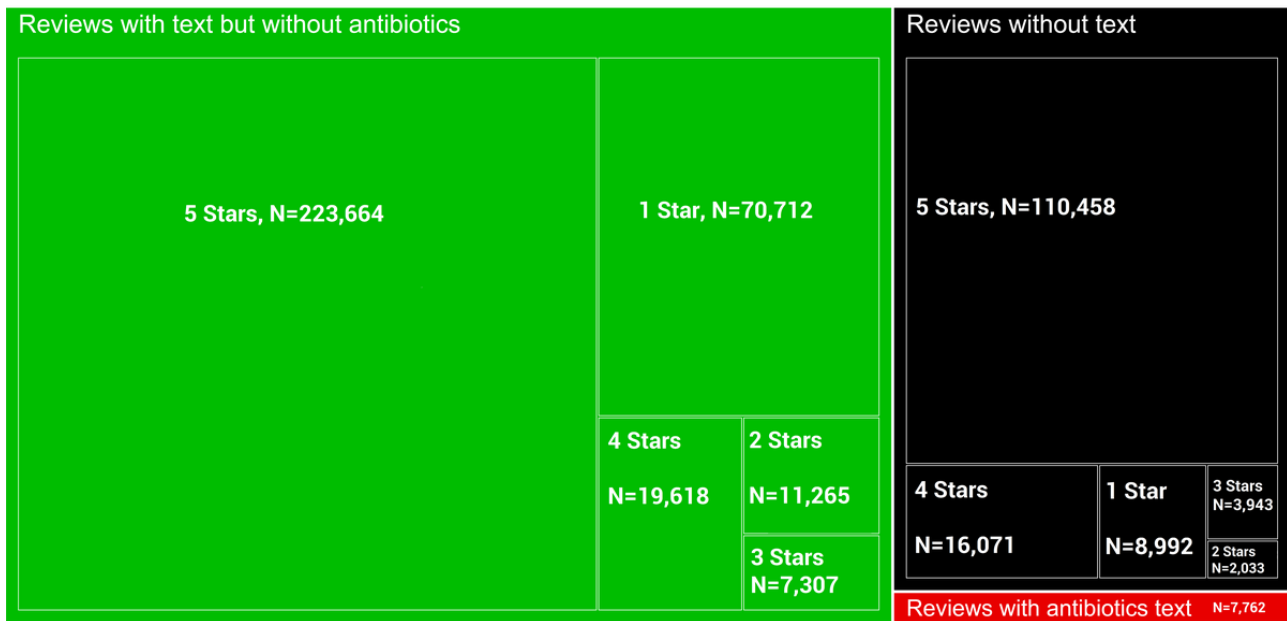 Reviews with text but without antibiotics
5 Stars, N=223,664
1 Star, N=70,712
4 Stars
N=19,618
2 Stars
N=11,265
3 Stars
N=7,307
Reviews without text
5 Stars, N=110,458
4 Stars
N=16,071
1 Star
N=8,992
3 Stars
N=3,943
2 Stars
N=2,033
Reviews with antibiotics text N=7,762